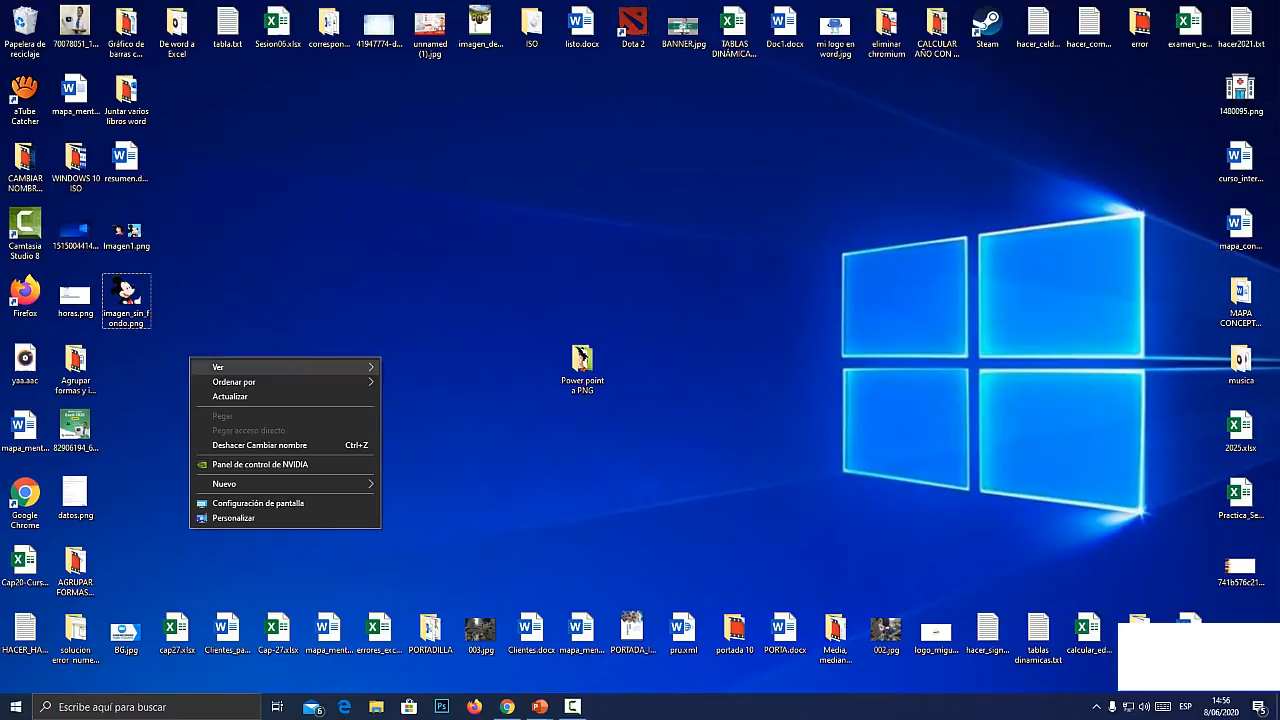 Papelera de
reciclaje
70078051_1...
Gráfico de
barras c...
De word a
Excel
tabla.txt
Sesion06.xlsx
correspon...
41947774-d...
unnamed
(1).jpg
imagen_de...
ISO
listo.docx
Dota 2
BANNER.jpg
TABLAS
DINÁMICA...
Doc1.docx
mi logo en
word.jpg
eliminar
chromium
CALCULAR
AÑO CON ...
Steam
hacer_celd...
hacer_com...
error
examen_re...
hacer2021.txt
aTube
Catcher
mapa_ment...
Juntar varios
libros word
1480095.png
CAMBIAR
NOMBR...
WINDOWS 10
ISO
resumen.d...
curso_inter...
Camtasia
Studio 8
1515004414...
Imagen1.png
mapa_con...
Firefox
horas.png
imagen_sin_f
ondo.png
MAPA
CONCEPT...
yaa.aac
Agrupar
formas y i...
Power point
a PNG
musica
Ver
Ordenar por
Actualizar
Pegar
Pegar acceso directo
Deshacer Cambiar nombre Ctrl+Z
Panel de control de NVIDIA
Nuevo
Configuración de pantalla
Personalizar
mapa_ment...
82906194_6...
2025.xlsx
Google
Chrome
datos.png
Practica_Se...
Cap20-Curs...
AGRUPAR
FORMAS...
741b576c21...
HACER_HA...
solucion
error_nume...
BG.jpg
cap27.xlsx
Clientes_pa...
Cap-27.xlsx
mapa_ment...
errores_exc...
PORTADILLA
003.jpg
Clientes.docx
mapa_men...
PORTADA_I...
pru.xml
portada 10
PORTA.docx
Media,
median...
002.jpg
logo_migu...
hacer_sign...
tablas
dinamicas.txt
calcular_ed...
Escribe aquí para buscar
Ps
ESP
14:56
8/06/2020